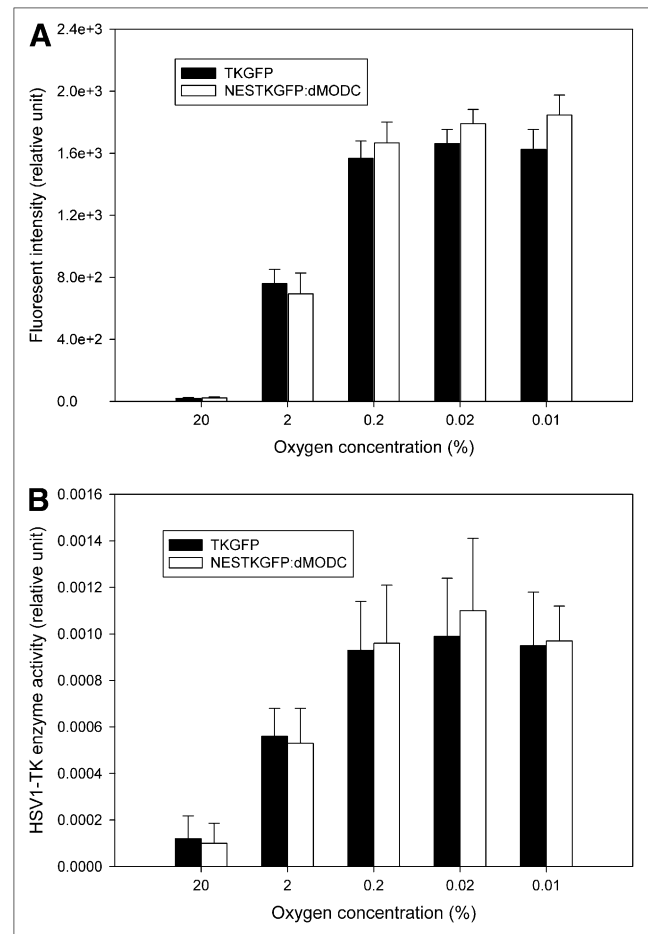 A
2.4e+3
2.0e+3
1.6e+3
1.2e+3
8.0e+2
4.0e+2
0.0
Fluoresent intensity (relative unit)
TKGFP
NESTKGFP:dMODC
20 2 0.2 0.02 0.01
Oxygen concentration (%)
B
0.0016
0.0014
0.0012
0.0010
0.0008
0.0006
0.0004
0.0002
0.0000
HSV1-TK enzyme activity (relative unit)
TKGFP
NESTKGFP:dMODC
20 2 0.2 0.02 0.01
Oxygen concentration (%)